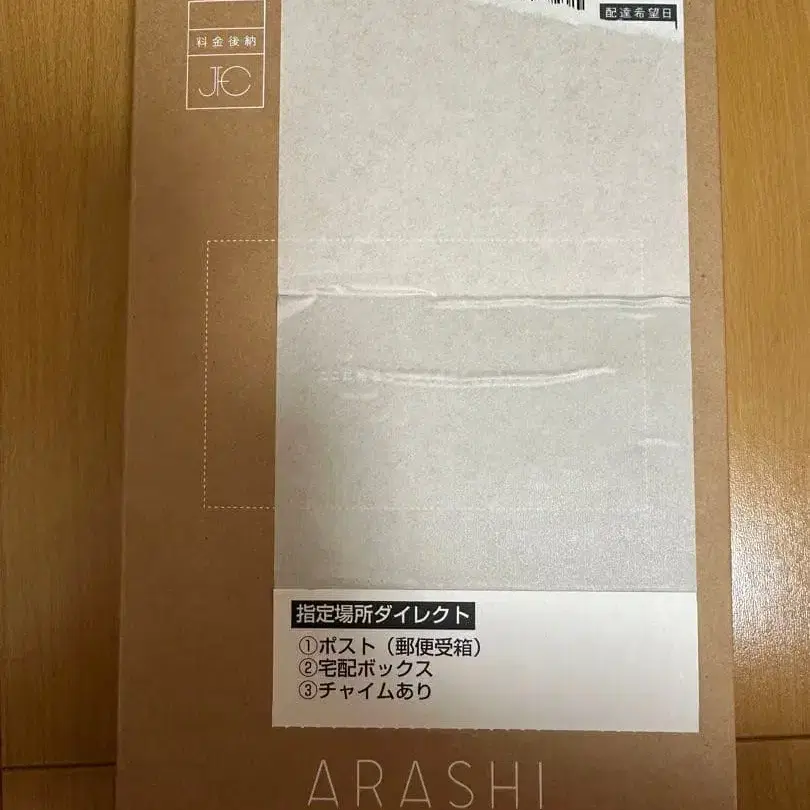 配達希望日
料金後納
JFC
指定場所ダイレクト
①ポスト（郵便受箱）
②宅配ボックス
③チャイムあり
ARASHI